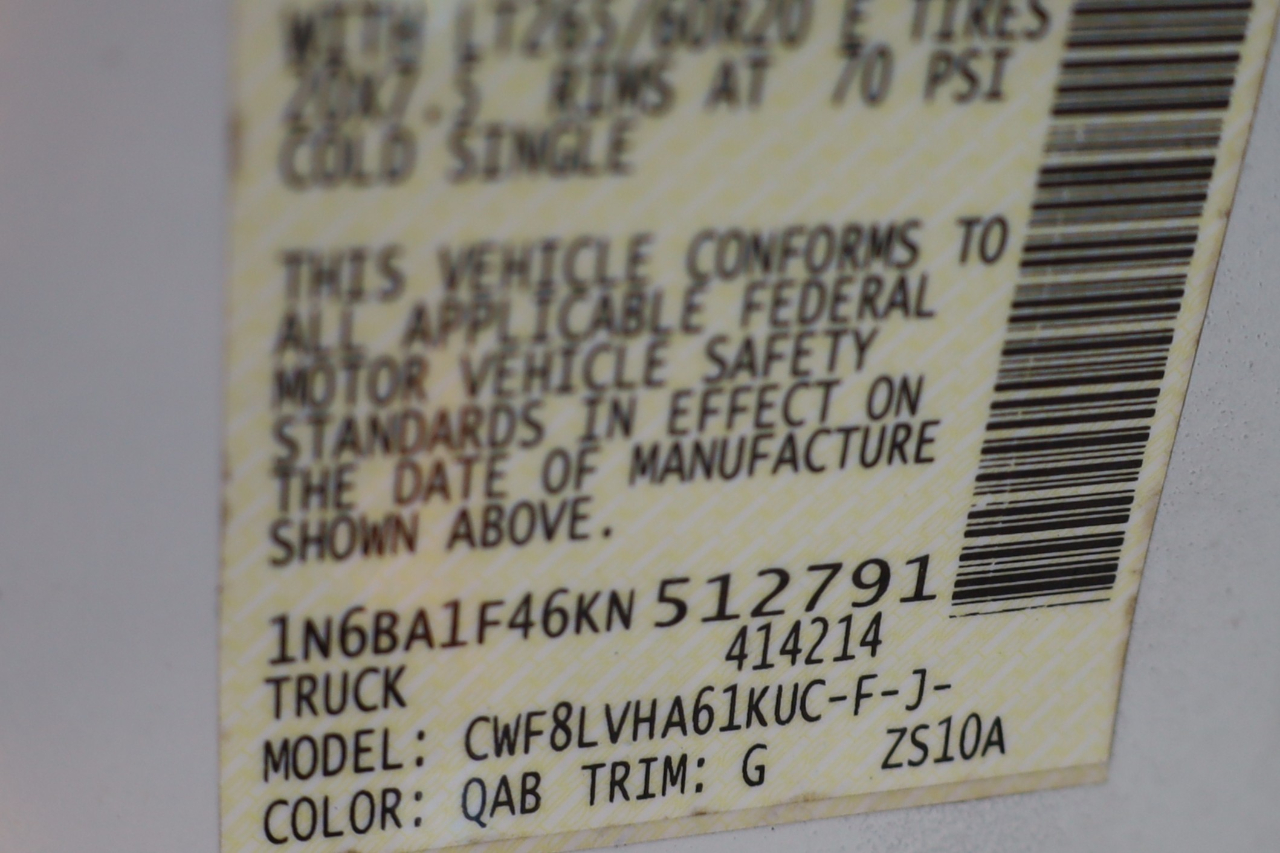 WITH LT265/60R20 E TIRES
20X7.5 RIMS AT 70 PSI
COLD SINGLE
THIS VEHICLE CONFORMS TO
ALL APPLICABLE FEDERAL
MOTOR VEHICLE SAFETY
STANDARDS IN EFFECT ON
THE DATE OF MANUFACTURE
SHOWN ABOVE.
1N6BA1F46KN512791
414214
TRUCK
MODEL: CWF8LVHA61KUC-F-J-
COLOR: QAB TRIM: G ZS10A